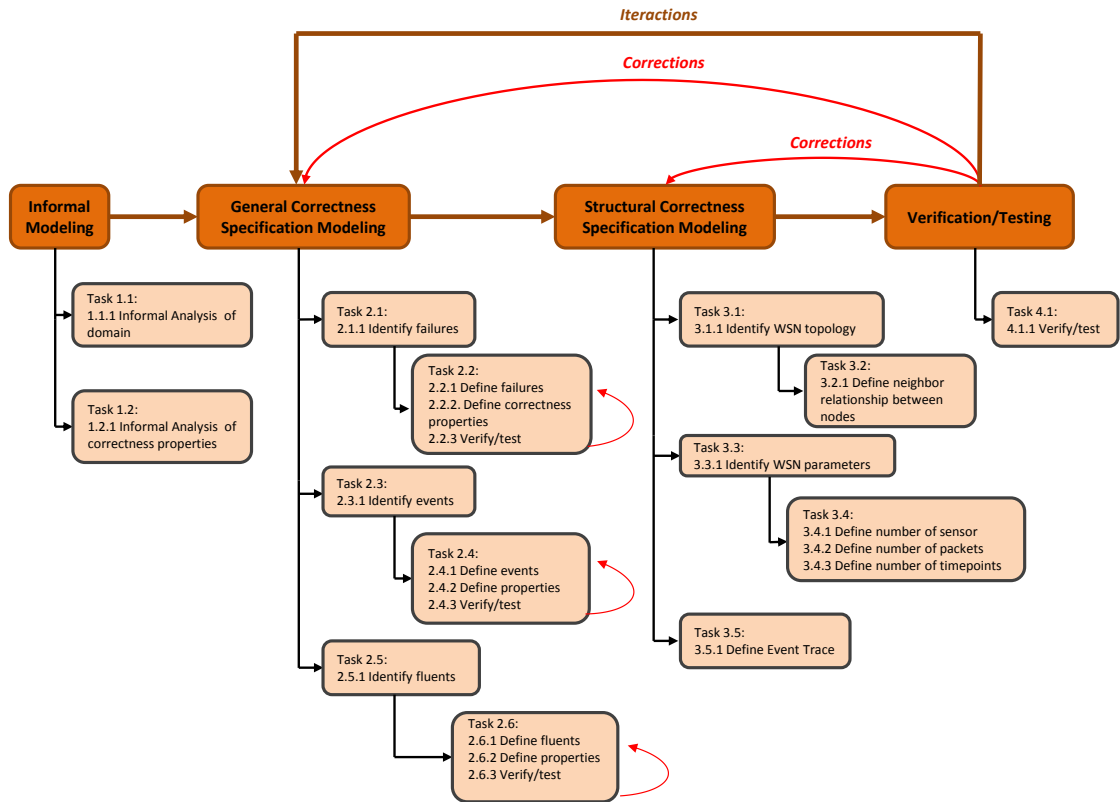 Iteractions
Corrections
Corrections
Informal
Modeling
General Correctness
Specification Modeling
Structural Correctness
Specification Modeling
Verification/Testing
Task 1.1:
1.1.1 Informal Analysis of
domain
Task 1.2:
1.2.1 Informal Analysis of
correctness properties
Task 2.1:
2.1.1 Identify failures
Task 2.2:
2.2.1 Define failures
2.2.2. Define correctness
properties
2.2.3 Verify/test
Task 2.3:
2.3.1 Identify events
Task 2.4:
2.4.1 Define events
2.4.2 Define properties
2.4.3 Verify/test
Task 2.5:
2.5.1 Identify fluents
Task 2.6:
2.6.1 Define fluents
2.6.2 Define properties
2.6.3 Verify/test
Task 3.1:
3.1.1 Identify WSN topology
Task 3.2:
3.2.1 Define neighbor
relationship between
nodes
Task 3.3:
3.3.1 Identify WSN parameters
Task 3.4:
3.4.1 Define number of sensor
3.4.2 Define number of packets
3.4.3 Define number of timepoints
Task 3.5:
3.5.1 Define Event Trace
Task 4.1:
4.1.1 Verify/test